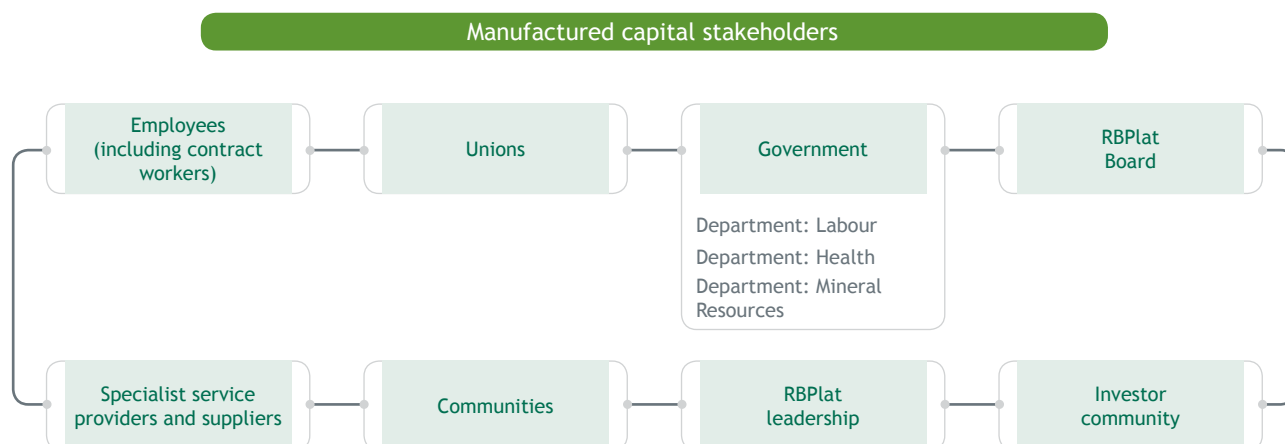 Manufactured capital stakeholders
Employees
(including contract
workers)
Unions
Government
RBPlat
Board
Department: Labour
Department: Health
Department: Mineral
Resources
Specialist service
providers and suppliers
Communities
RBPlat
leadership
Investor
community